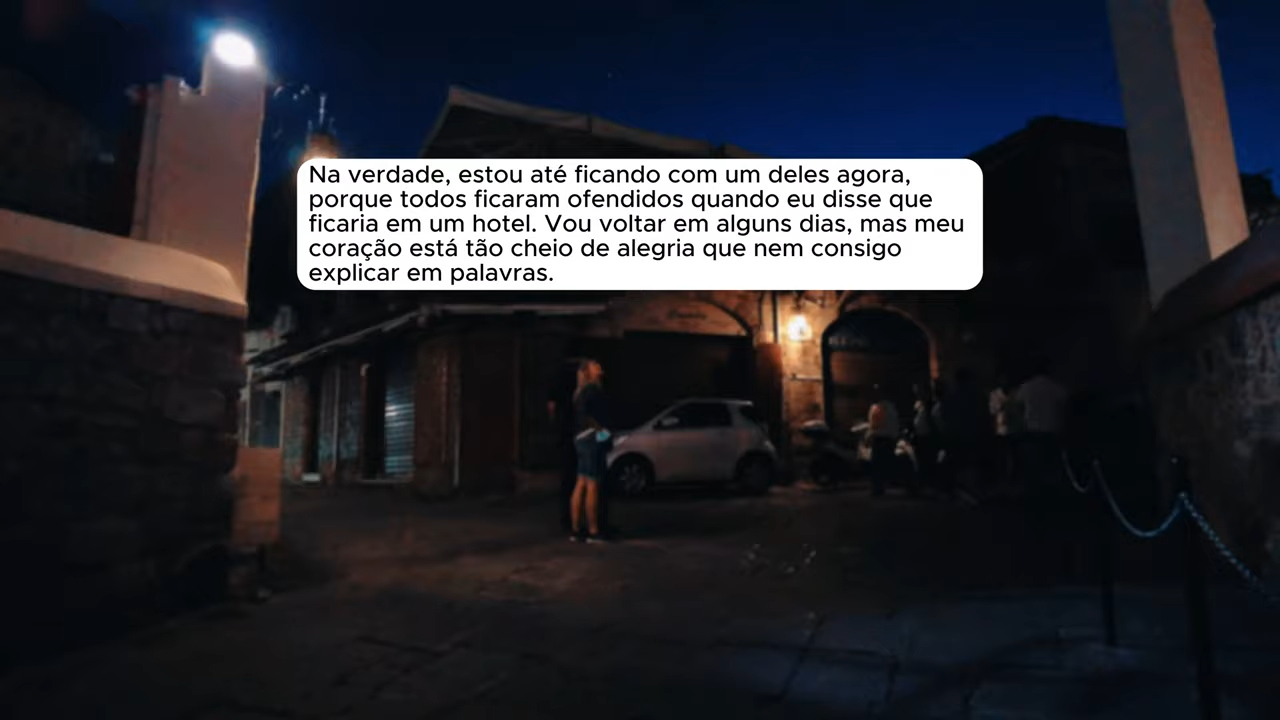 Na verdade, estou até ficando com um deles agora,
porque todos ficaram ofendidos quando eu disse que
ficaria em um hotel. Vou voltar em alguns dias, mas meu
coração está tão cheio de alegria que nem consigo
explicar em palavras.